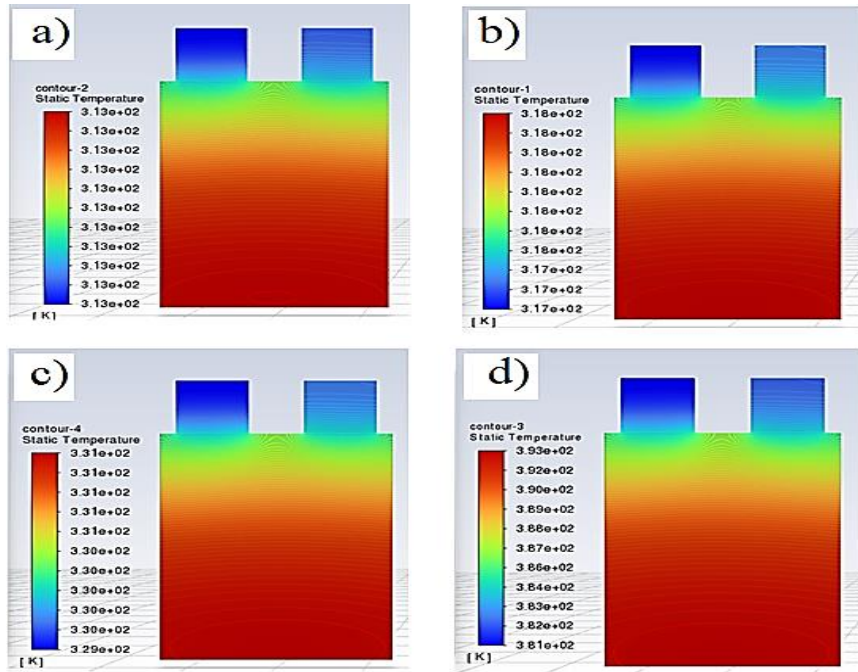 a)
contour-2
Static Temperature
3.13e+02
3.13e+02
3.13e+02
3.13e+02
3.13e+02
3.13e+02
3.13e+02
3.13e+02
3.13e+02
3.13e+02
3.13e+02
[ K]
b)
contour-1
Static Temperature
3.18e+02
3.18e+02
3.18e+02
3.18e+02
3.18e+02
3.18e+02
3.18e+02
3.18e+02
3.17e+02
3.17e+02
3.17e+02
[ K]
c)
contour-4
Static Temperature
3.31e+02
3.31e+02
3.31e+02
3.31e+02
3.31e+02
3.30e+02
3.30e+02
3.30e+02
3.30e+02
3.30e+02
3.29e+02
[ K]
d)
contour-3
Static Temperature
3.93e+02
3.92e+02
3.90e+02
3.89e+02
3.88e+02
3.87e+02
3.86e+02
3.84e+02
3.83e+02
3.82e+02
3.81e+02
[ K]